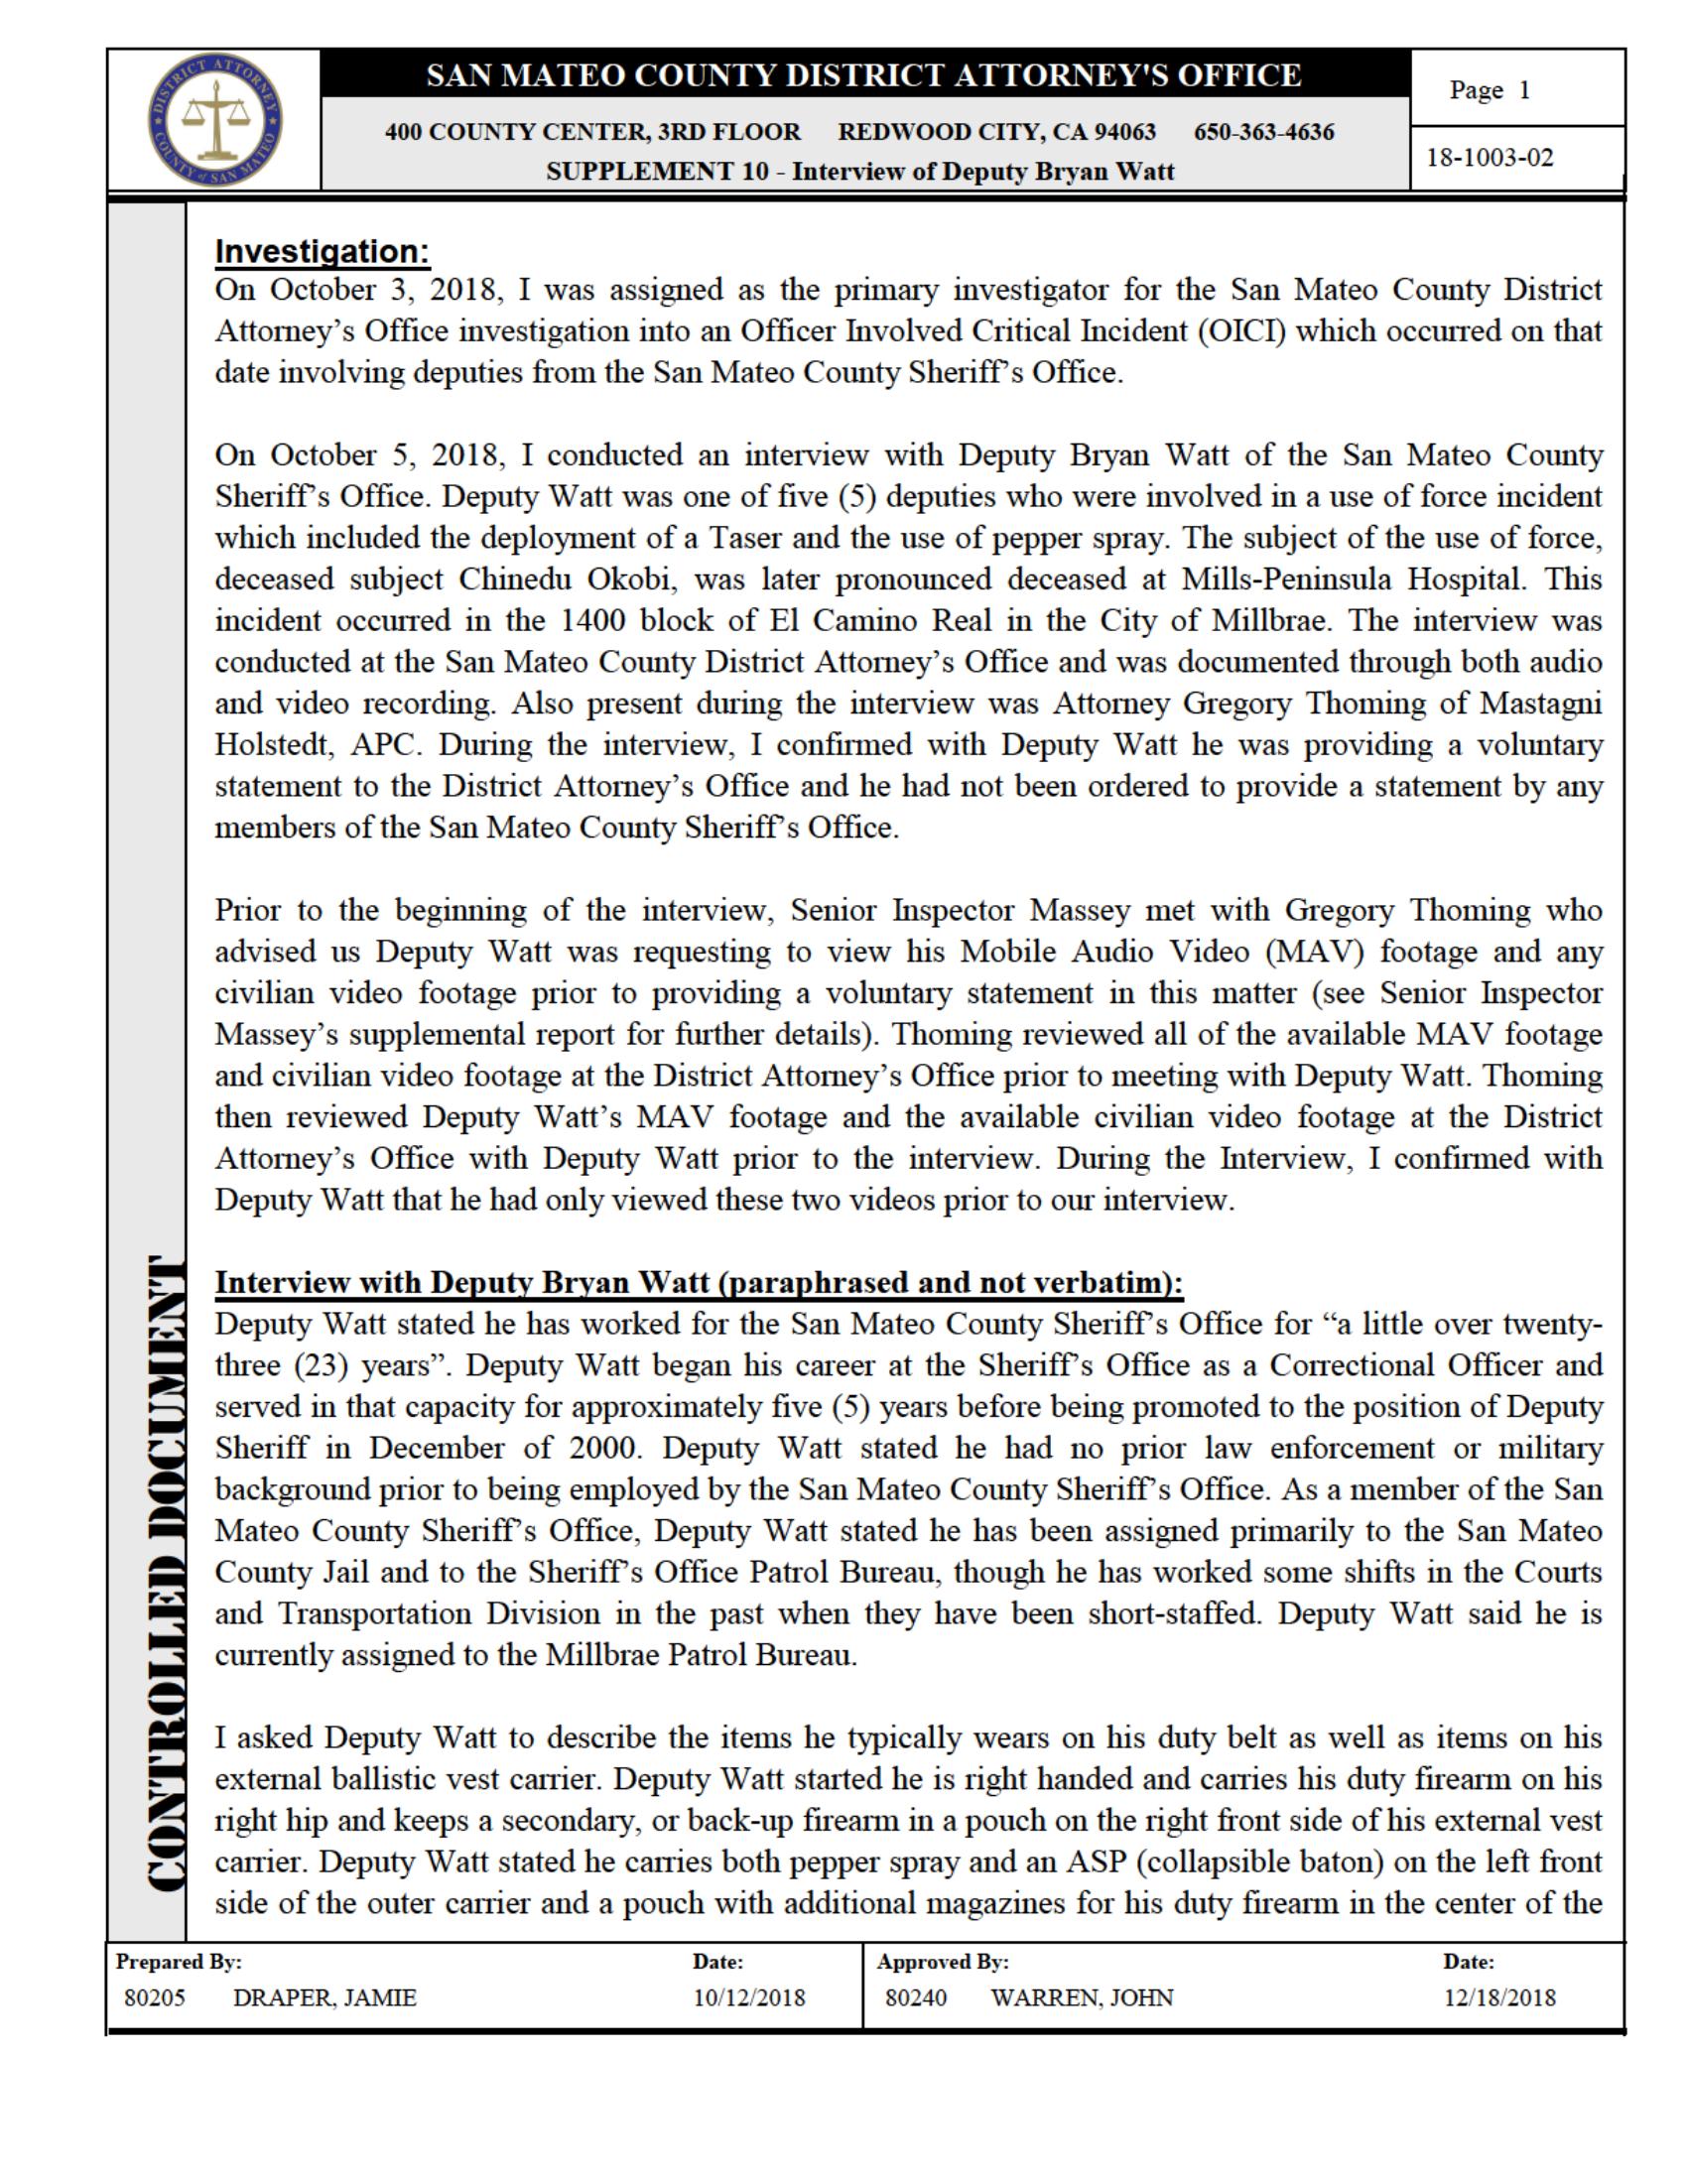 DISTRICT ATTORNEY
COUNTY of SAN MATEO
SAN MATEO COUNTY DISTRICT ATTORNEY'S OFFICE
400 COUNTY CENTER, 3RD FLOOR REDWOOD CITY, CA 94063 650-363-4636
SUPPLEMENT 10 - Interview of Deputy Bryan Watt
Page 1
18-1003-02
Investigation:
On October 3, 2018, I was assigned as the primary investigator for the San Mateo County District
Attorney's Office investigation into an Officer Involved Critical Incident (OICI) which occurred on that
date involving deputies from the San Mateo County Sheriff's Office.
On October 5, 2018, I conducted an interview with Deputy Bryan Watt of the San Mateo County
Sheriff's Office. Deputy Watt was one of five (5) deputies who were involved in a use of force incident
which included the deployment of a Taser and the use of pepper spray. The subject of the use of force,
deceased subject Chinedu Okobi, was later pronounced deceased at Mills-Peninsula Hospital. This
incident occurred in the 1400 block of El Camino Real in the City of Millbrae. The interview was
conducted at the San Mateo County District Attorney's Office and was documented through both audio
and video recording. Also present during the interview was Attorney Gregory Thoming of Mastagni
Holstedt, APC. During the interview, I confirmed with Deputy Watt he was providing a voluntary
statement to the District Attorney's Office and he had not been ordered to provide a statement by any
members of the San Mateo County Sheriff's Office.
Prior to the beginning of the interview, Senior Inspector Massey met with Gregory Thoming who
advised us Deputy Watt was requesting to view his Mobile Audio Video (MAV) footage and any
civilian video footage prior to providing a voluntary statement in this matter (see Senior Inspector
Massey's supplemental report for further details). Thoming reviewed all of the available MAV footage
and civilian video footage at the District Attorney's Office prior to meeting with Deputy Watt. Thoming
then reviewed Deputy Watt's MAV footage and the available civilian video footage at the District
Attorney's Office with Deputy Watt prior to the interview. During the Interview, I confirmed with
Deputy Watt that he had only viewed these two videos prior to our interview.
Interview with Deputy Bryan Watt (paraphrased and not verbatim):
Deputy Watt stated he has worked for the San Mateo County Sheriff's Office for “a little over twenty-
three (23) years”. Deputy Watt began his career at the Sheriff's Office as a Correctional Officer and
served in that capacity for approximately five (5) years before being promoted to the position of Deputy
Sheriff in December of 2000. Deputy Watt stated he had no prior law enforcement or military
background prior to being employed by the San Mateo County Sheriff's Office. As a member of the San
Mateo County Sheriff's Office, Deputy Watt stated he has been assigned primarily to the San Mateo
County Jail and to the Sheriff's Office Patrol Bureau, though he has worked some shifts in the Courts
and Transportation Division in the past when they have been short-staffed. Deputy Watt said he is
currently assigned to the Millbrae Patrol Bureau.
I asked Deputy Watt to describe the items he typically wears on his duty belt as well as items on his
external ballistic vest carrier. Deputy Watt started he is right handed and carries his duty firearm on his
right hip and keeps a secondary, or back-up firearm in a pouch on the right front side of his external vest
carrier. Deputy Watt stated he carries both pepper spray and an ASP (collapsible baton) on the left front
side of the outer carrier and a pouch with additional magazines for his duty firearm in the center of the
CONTROLLED DOCUMENT
Prepared By: Date: Approved By: Date:
80205 DRAPER, JAMIE 10/12/2018 80240 WARREN, JOHN 12/18/2018